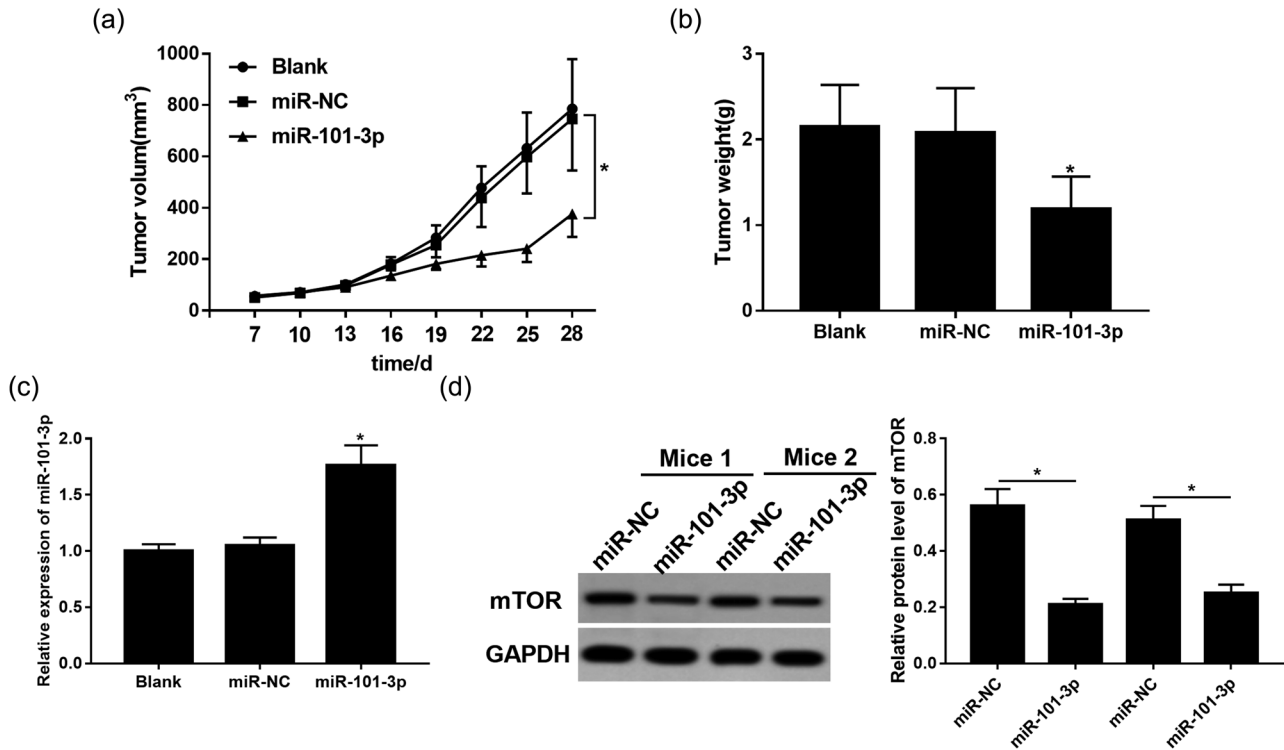 (a)
Tumor volum(mm³)
1000
800
600
400
200
0
Blank
miR-NC
miR-101-3p
*
7 10 13 16 19 22 25 28
time/d
(b)
Tumor weight(g)
3
2
1
0
*
Blank miR-NC miR-101-3p
(c)
Relative expression of miR-101-3p
2.0
1.5
1.0
0.5
0.0
*
Blank miR-NC miR-101-3p
(d)
Mice 1 Mice 2
miR-NC miR-101-3p miR-NC miR-101-3p
mTOR
GAPDH
Relative protein level of mTOR
0.8
0.6
0.4
0.2
0.0
* *
miR-NC miR-101-3p miR-NC miR-101-3p